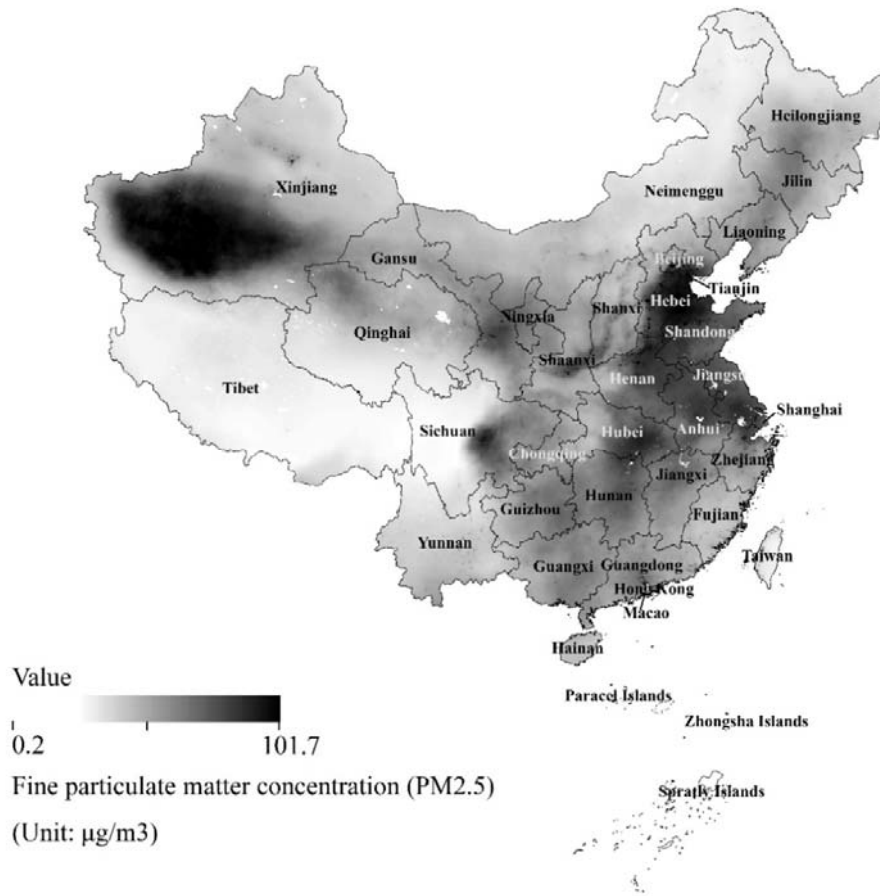 Heilongjiang
Jilin
Xinjiang
Neimenggu
Liaoning
Gansu
Beijing
Tianjin
Hebei
Ningxia
Shanxi
Qinghai
Shandong
Shaanxi
Henan
Jiangsu
Tibet
Shanghai
Sichuan
Hubei
Anhui
Chongqing
Zhejiang
Jiangxi
Hunan
Guizhou
Fujian
Yunnan
Taiwan
Guangxi
Guangdong
Hong Kong
Macao
Hainan
Value
Paracel Islands
Zhongsha Islands
0.2
101.7
Fine particulate matter concentration (PM2.5)
Spratly Islands
(Unit: μg/m3)